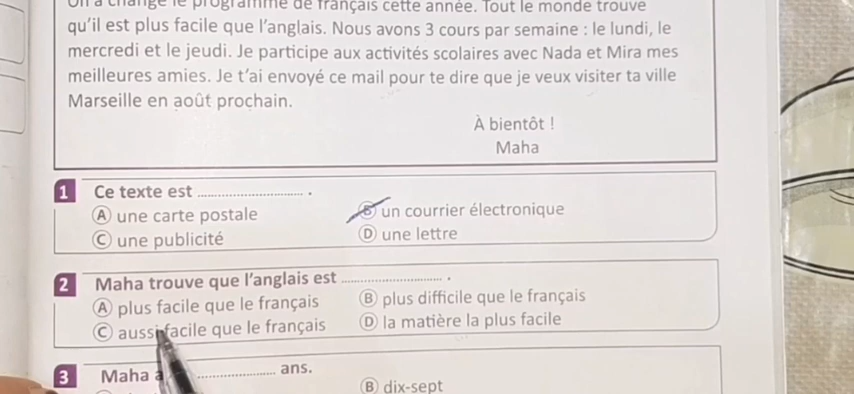 On a changé le programme de français cette année. Tout le monde trouve
qu'il est plus facile que l'anglais. Nous avons 3 cours par semaine : le lundi, le
mercredi et le jeudi. Je participe aux activités scolaires avec Nada et Mira mes
meilleures amies. Je t'ai envoyé ce mail pour te dire que je veux visiter ta ville
Marseille en août prochain.
À bientôt !
Maha
1 Ce texte est .......................... .
A une carte postale B un courrier électronique
C une publicité D une lettre
2 Maha trouve que l'anglais est .......................... .
A plus facile que le français B plus difficile que le français
C aussi facile que le français D la matière la plus facile
3 Maha a .................... ans.
B dix-sept